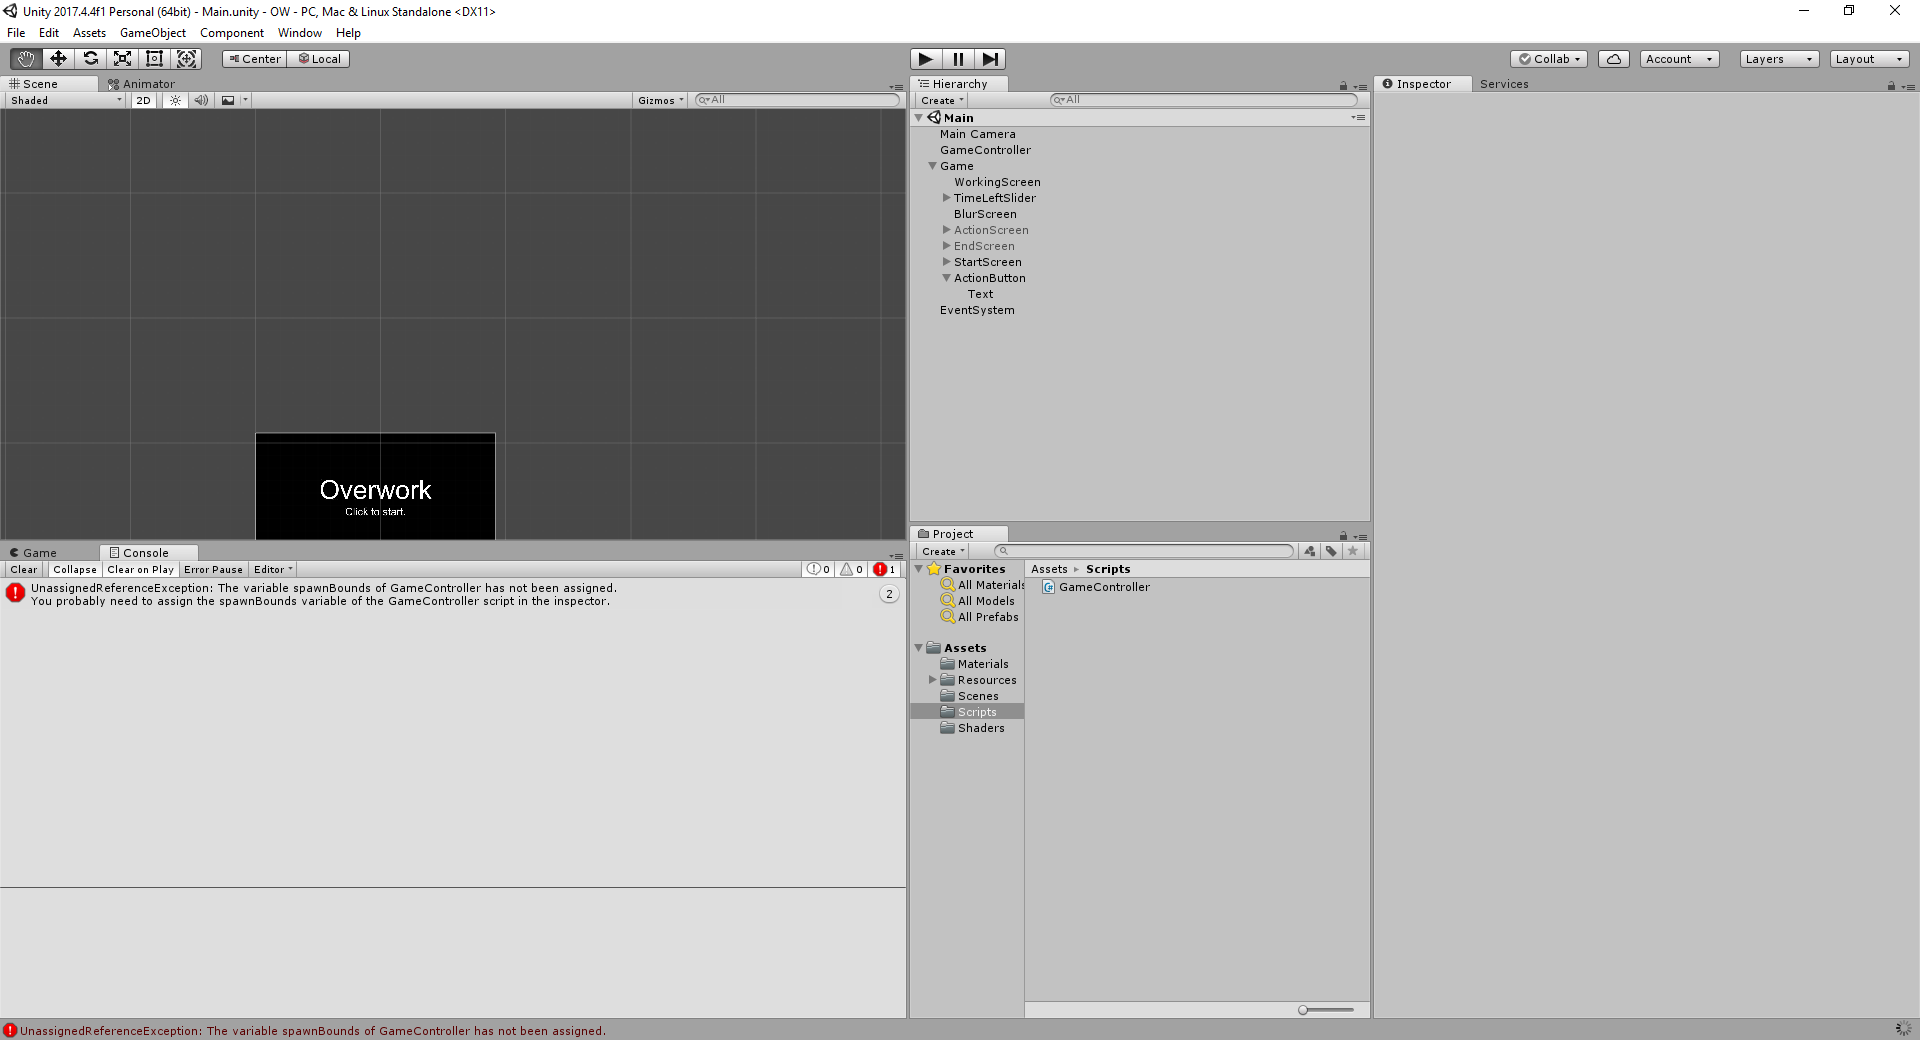 Unity 2017.4.4f1 Personal (64bit) - Main.unity - OW - PC, Mac & Linux Standalone <DX11>
File Edit Assets GameObject Component Window Help
Center Local
Collab Account Layers Layout
Scene Animator
Shaded 2D Gizmos All
Overwork
Click to start.
Game Console
Clear Collapse Clear on Play Error Pause Editor 0 0 1
UnassignedReferenceException: The variable spawnBounds of GameController has not been assigned.
You probably need to assign the spawnBounds variable of the GameController script in the inspector.
2
Hierarchy
Create All
Main
Main Camera
GameController
Game
WorkingScreen
TimeLeftSlider
BlurScreen
ActionScreen
EndScreen
StartScreen
ActionButton
Text
EventSystem
Project
Create
Favorites
All Materials
All Models
All Prefabs
Assets
Materials
Resources
Scenes
Scripts
Shaders
Assets Scripts
GameController
Inspector Services
UnassignedReferenceException: The variable spawnBounds of GameController has not been assigned.